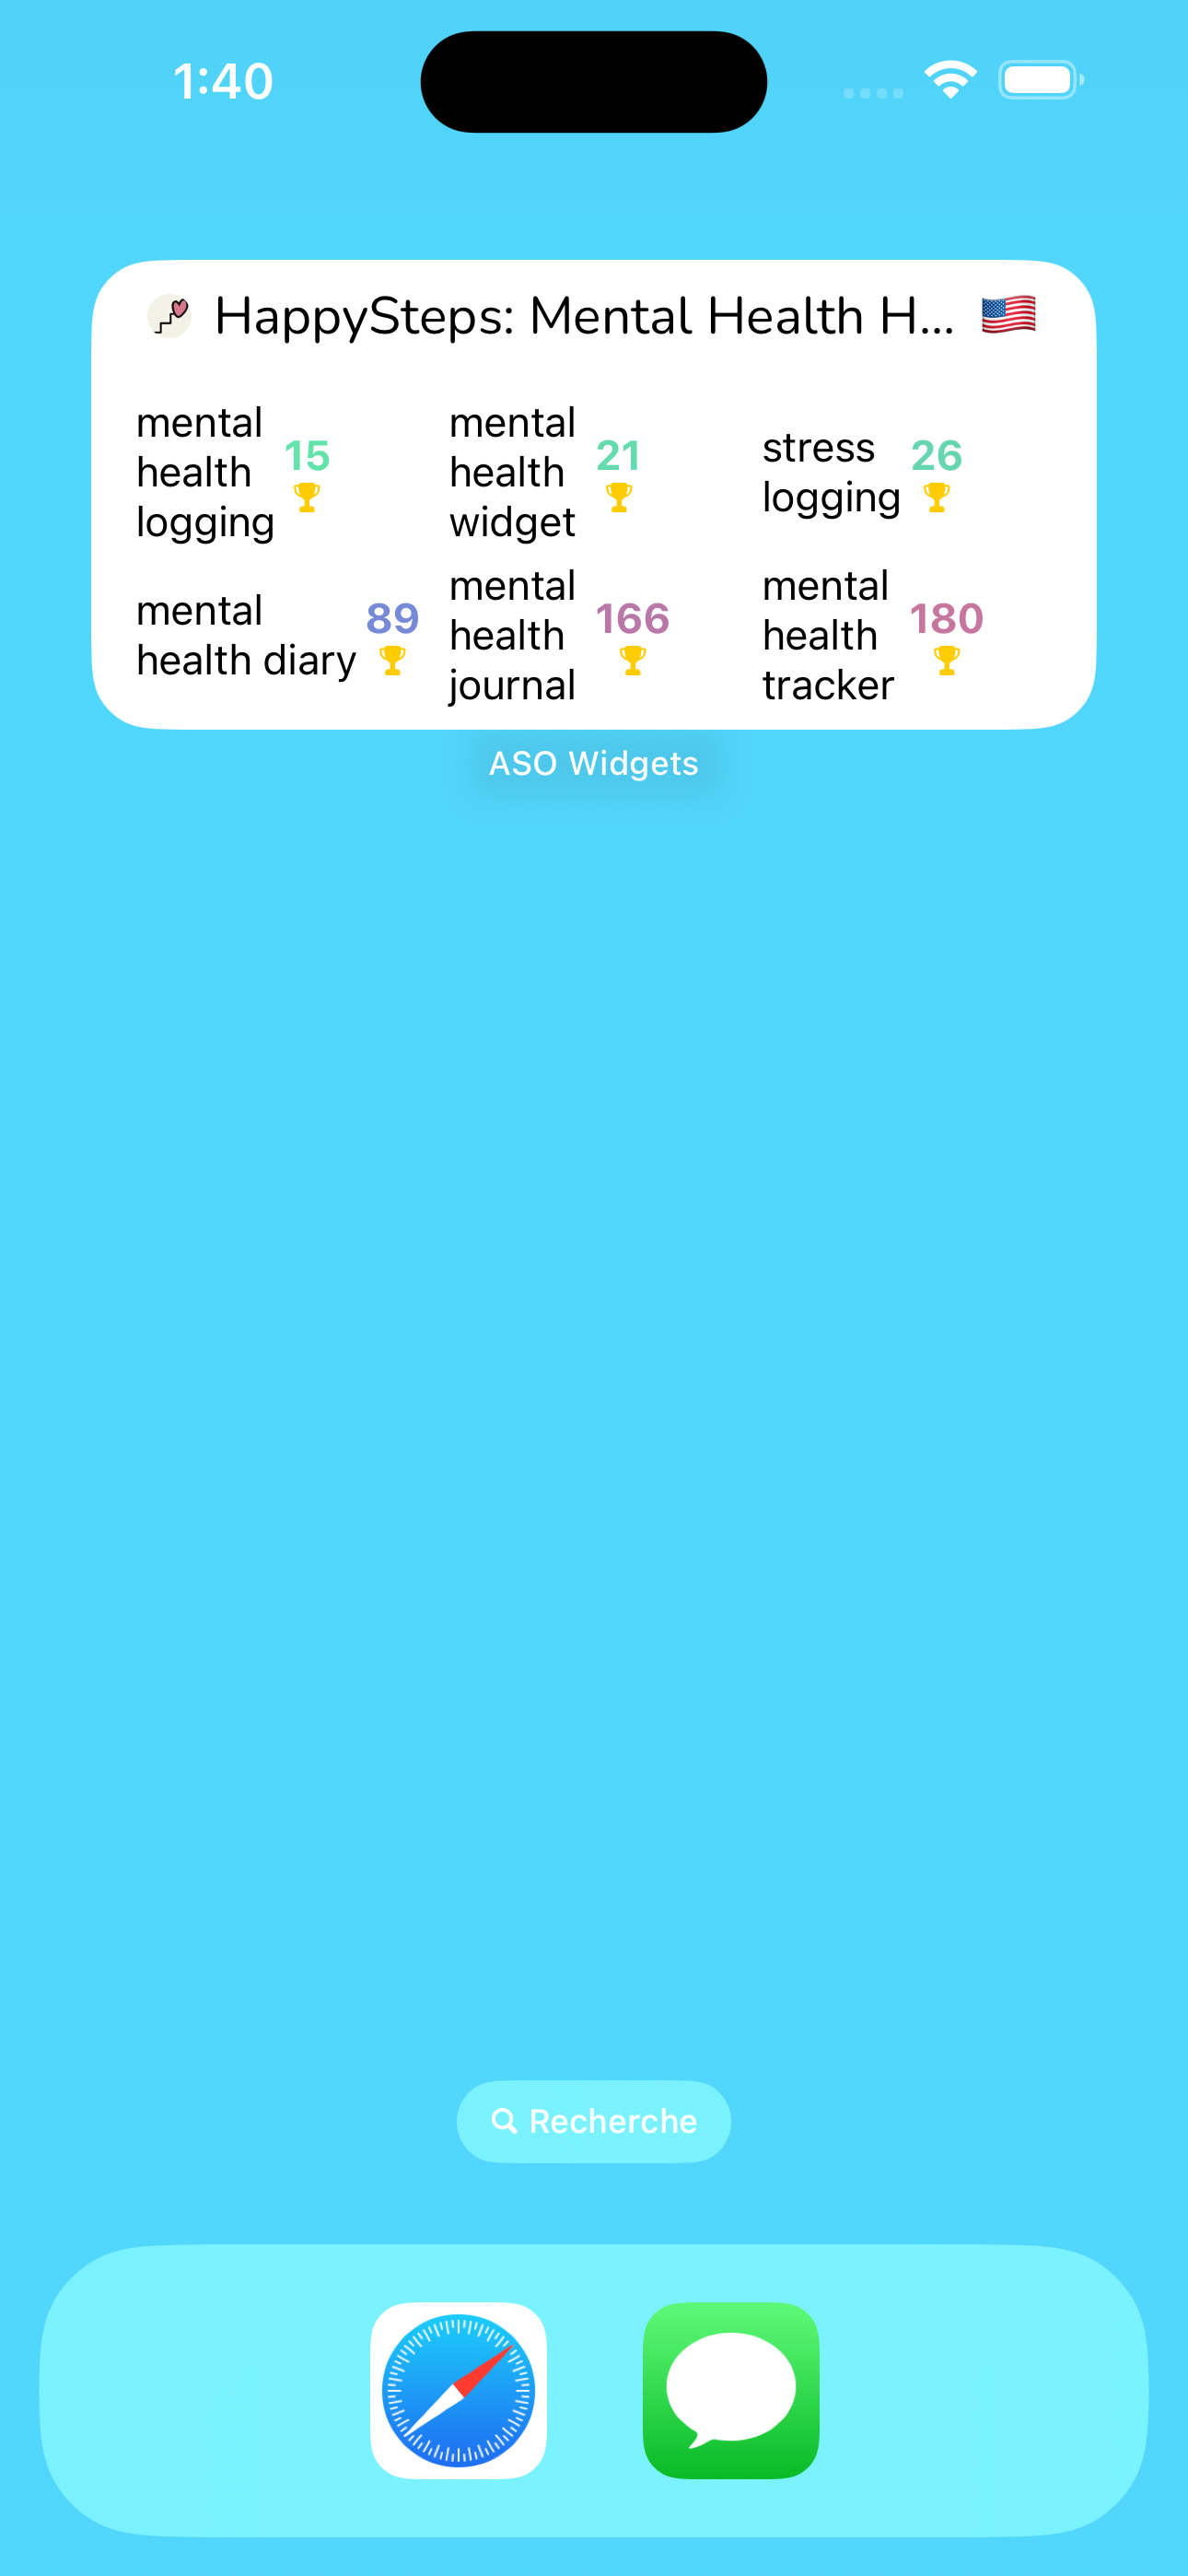 1:40
HappySteps: Mental Health H...
mental
health
logging
15
mental
health
widget
21
stress
logging
26
mental
health diary
89
mental
health
journal
166
mental
health
tracker
180
ASO Widgets
Recherche